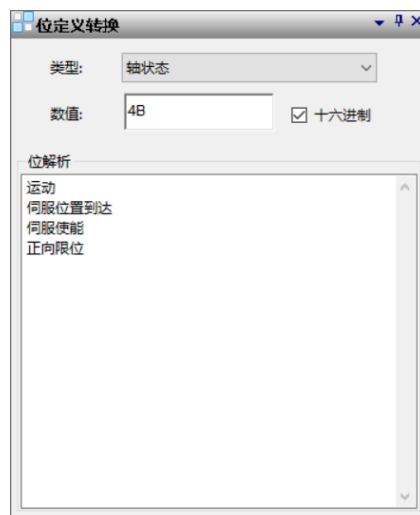 位定义转换
类型: 轴状态
数值: 4B 十六进制
位解析
运动
伺服位置到达
伺服使能
正向限位